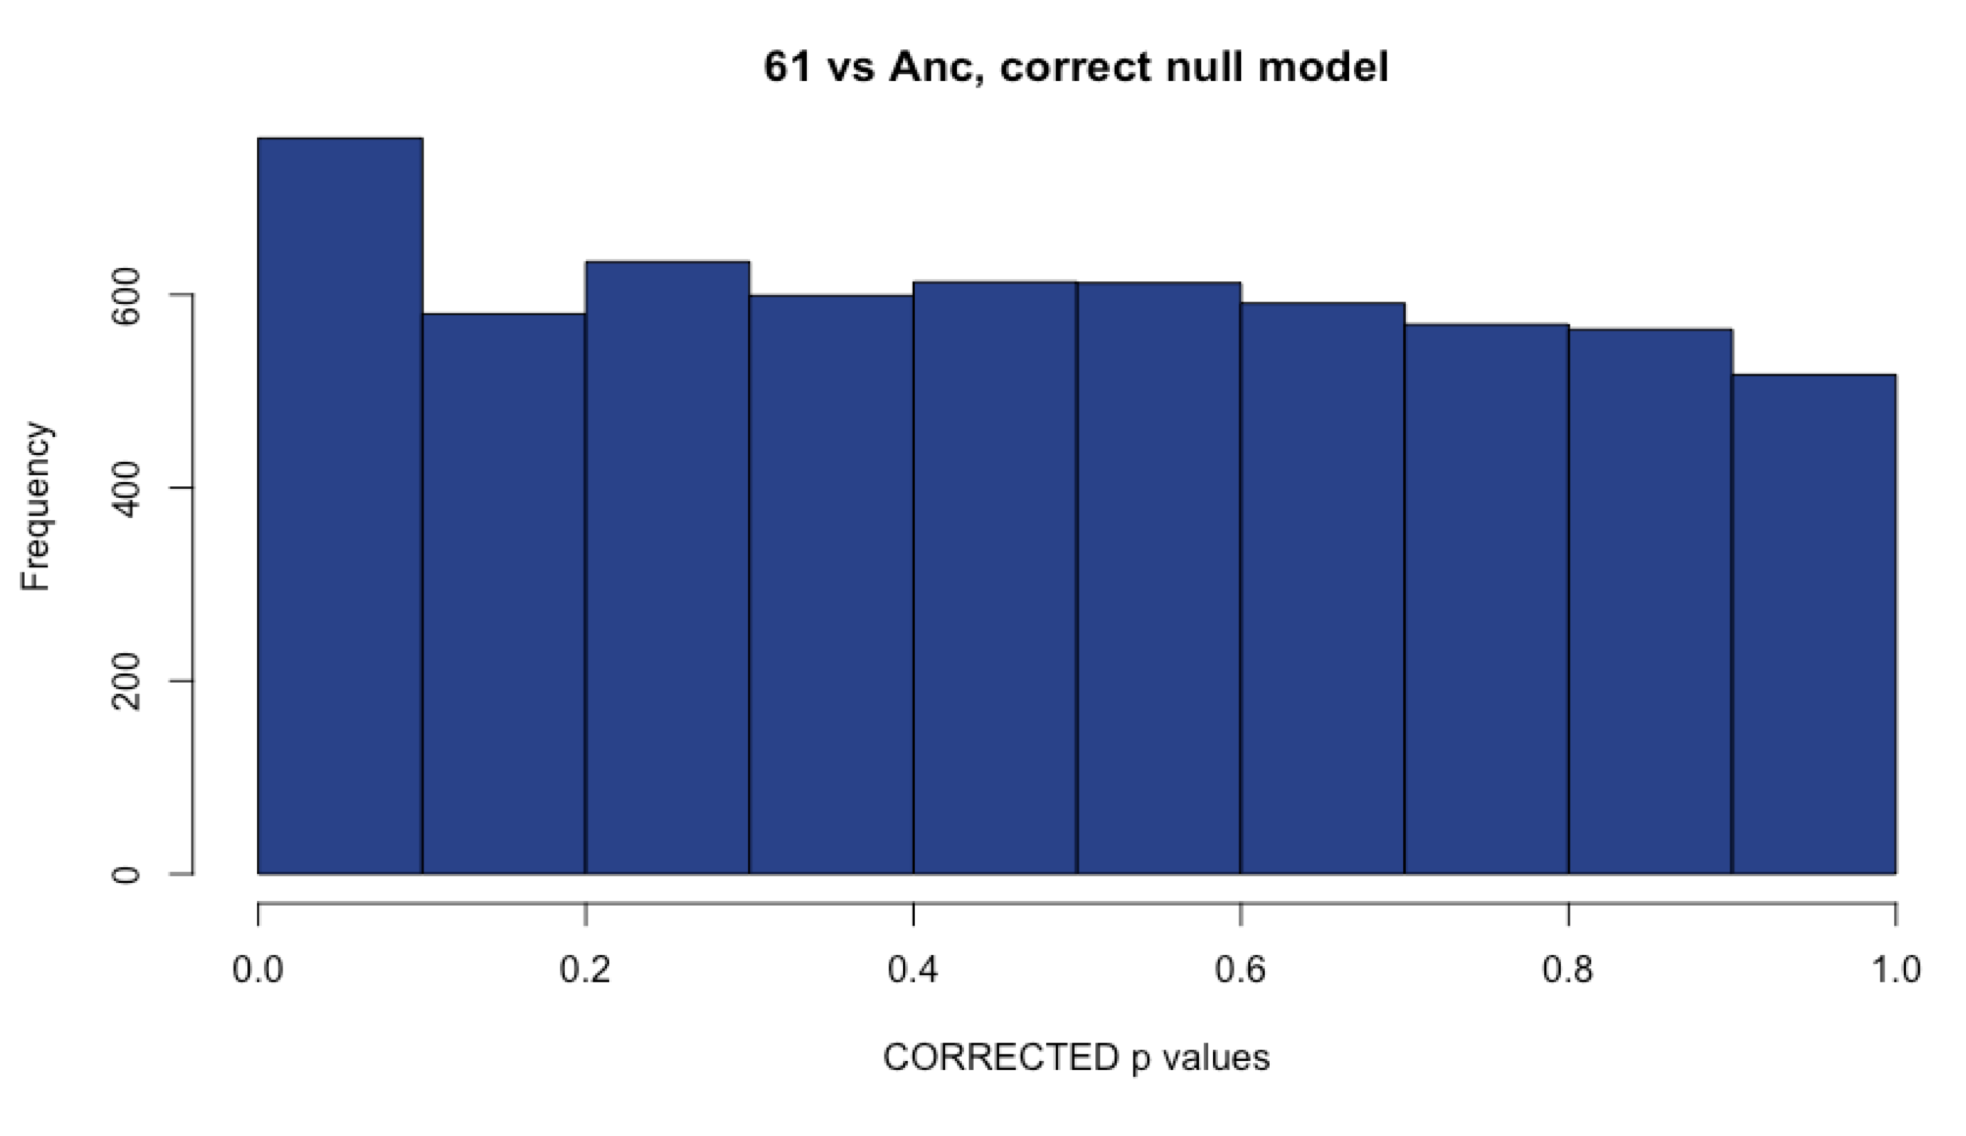 61 vs Anc, correct null model
Frequency
600
400
200
0
0.0 0.2 0.4 0.6 0.8 1.0
CORRECTED p values